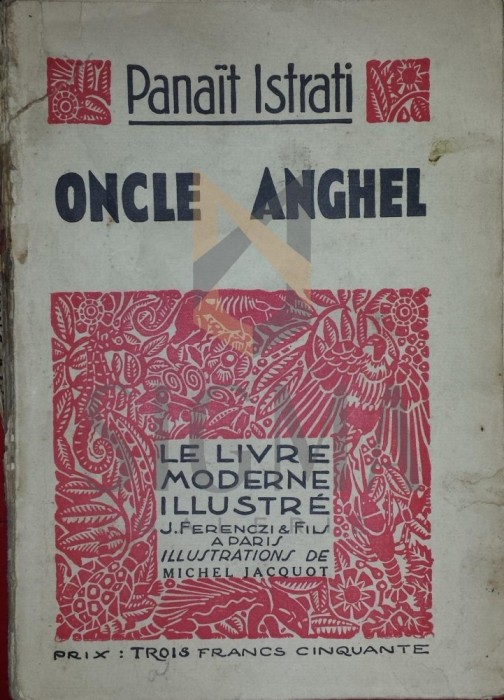 Panaït Istrati
ONCLE ANGHEL
LE LIVRE
MODERNE
ILLUSTRÉ
J. FERENCZI & FILS
A PARIS
ILLUSTRATIONS DE
MICHEL JACQUOT
PRIX : TROIS FRANCS CINQUANTE